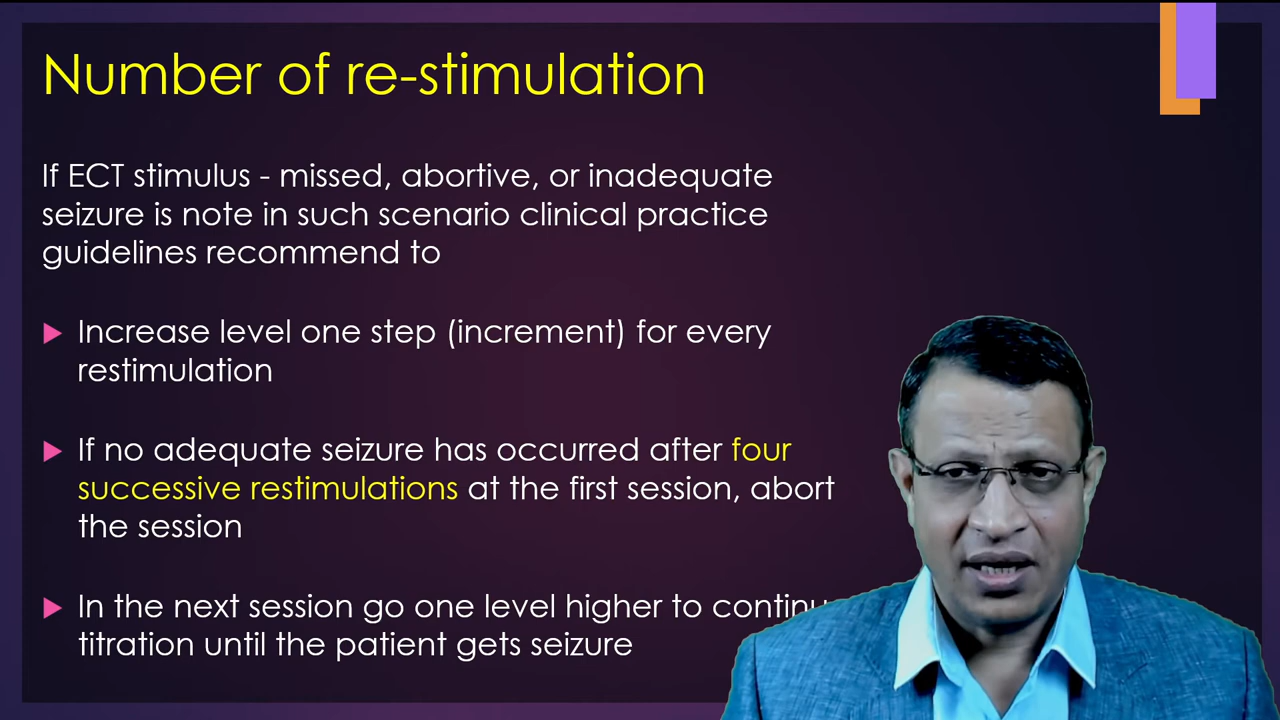 Number of re-stimulation
If ECT stimulus - missed, abortive, or inadequate
seizure is note in such scenario clinical practice
guidelines recommend to
Increase level one step (increment) for every
restimulation
If no adequate seizure has occurred after four
successive restimulations at the first session, abort
the session
In the next session go one level higher to
titration until the patient gets seizure